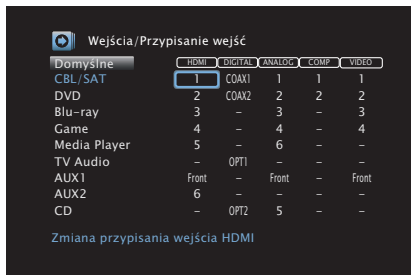 Wejścia/Przypisanie wejść
Domyślne HDMI DIGITAL ANALOG COMP VIDEO
CBL/SAT 1 COAX1 1 1 1
DVD 2 COAX2 2 2 2
Blu-ray 3 – 3 – 3
Game 4 – 4 – 4
Media Player 5 – 6 – –
TV Audio – OPT1 – – –
AUX1 Front – Front – Front
AUX2 6 – – – –
CD – OPT2 5 – –
Zmiana przypisania wejścia HDMI